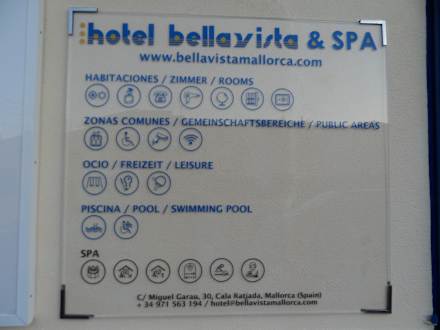 hotel bellavista & SPA
www.bellavistamallorca.com
HABITACIONES / ZIMMER / ROOMS
ZONAS COMUNES / GEMEINSCHAFTSBEREICHE / PUBLIC AREAS
OCIO / FREIZEIT / LEISURE
PISCINA / POOL / SWIMMING POOL
SPA
C/ Miguel Garau, 30, Cala Ratjada, Mallorca (Spain)
+ 34 971 563 194 / hotel@bellavistamallorca.com